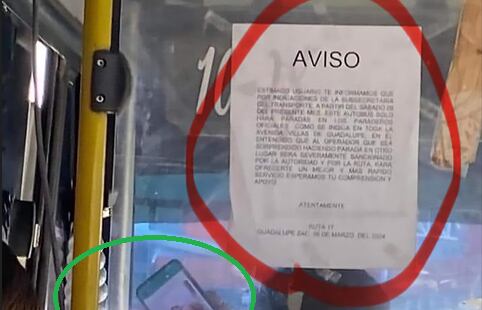 10
AVISO
ESTIMADO USUARIO TE INFORMAMOS QUE
POR INDICACIONES DE LA SUBSECRETARIA
DEL TRANSPORTE, A PARTIR DEL SÁBADO
DEL PRESENTE MES, ESTE AUTOBUS SOLO
HARA PARADAS EN LOS PARADEROS
OFICIALES COMO SE INDICA EN TODA LA
AVENIDA VILLAS DE GUADALUPE, EN EL
ENTENDIDO QUE AL OPERADOR QUE SEA
SORPRENDIDO HACIENDO PARADA EN OTRO
LUGAR SERA SEVERAMENTE SANCIONADO
POR LA AUTORIDAD Y POR LA RUTA, PARA
OFRECERTE UN MEJOR Y MAS RAPIDO
SERVICIO ESPERAMOS TU COMPRENSION Y
APOYO
ATENTAMENTE
RUTA 17
GUADALUPE ZAC. DE MARZO DEL 2024